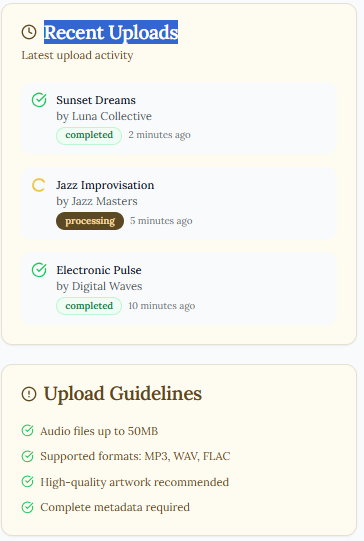 Recent Uploads
Latest upload activity
Sunset Dreams
by Luna Collective
completed 2 minutes ago
Jazz Improvisation
by Jazz Masters
processing 5 minutes ago
Electronic Pulse
by Digital Waves
completed 10 minutes ago
Upload Guidelines
Audio files up to 50MB
Supported formats: MP3, WAV, FLAC
High-quality artwork recommended
Complete metadata required